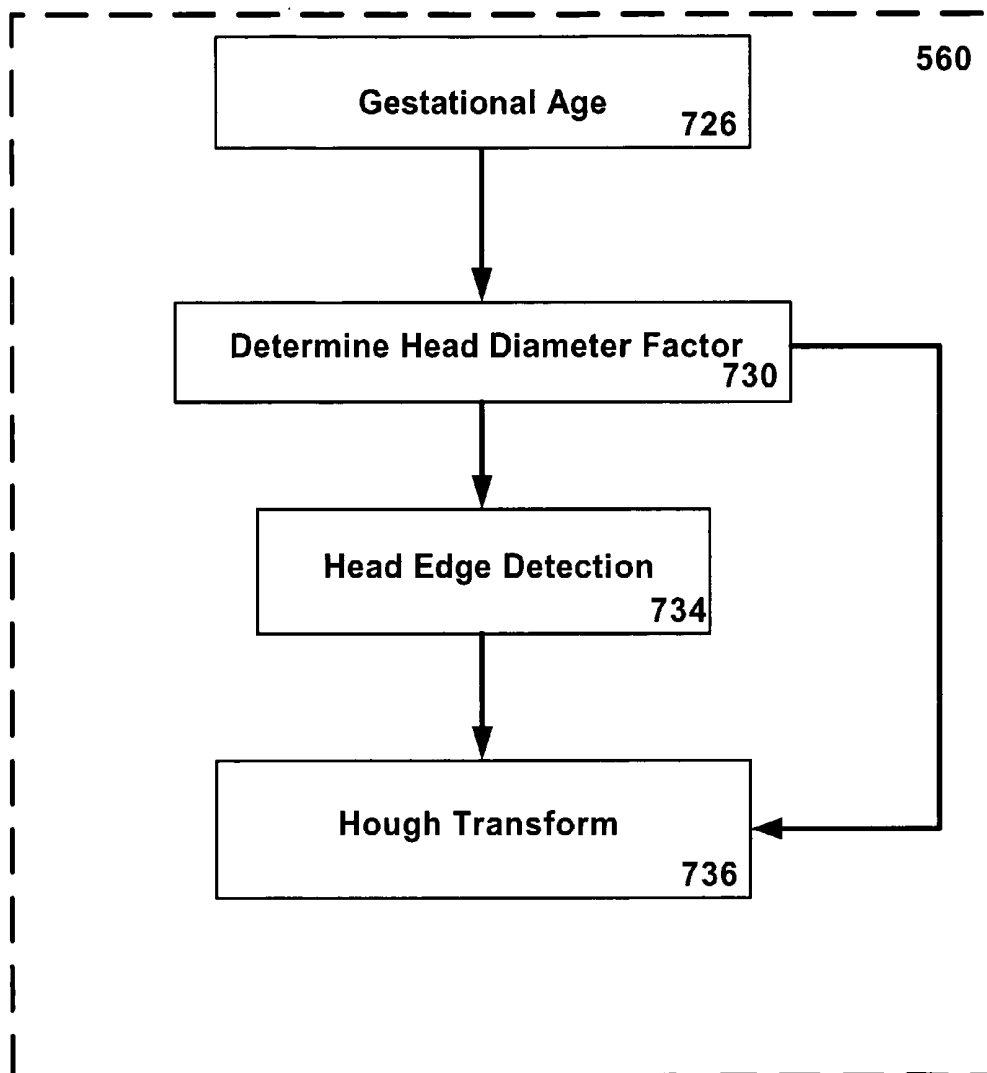 560
Gestational Age
726
Determine Head Diameter Factor
730
Head Edge Detection
734
Hough Transform
736